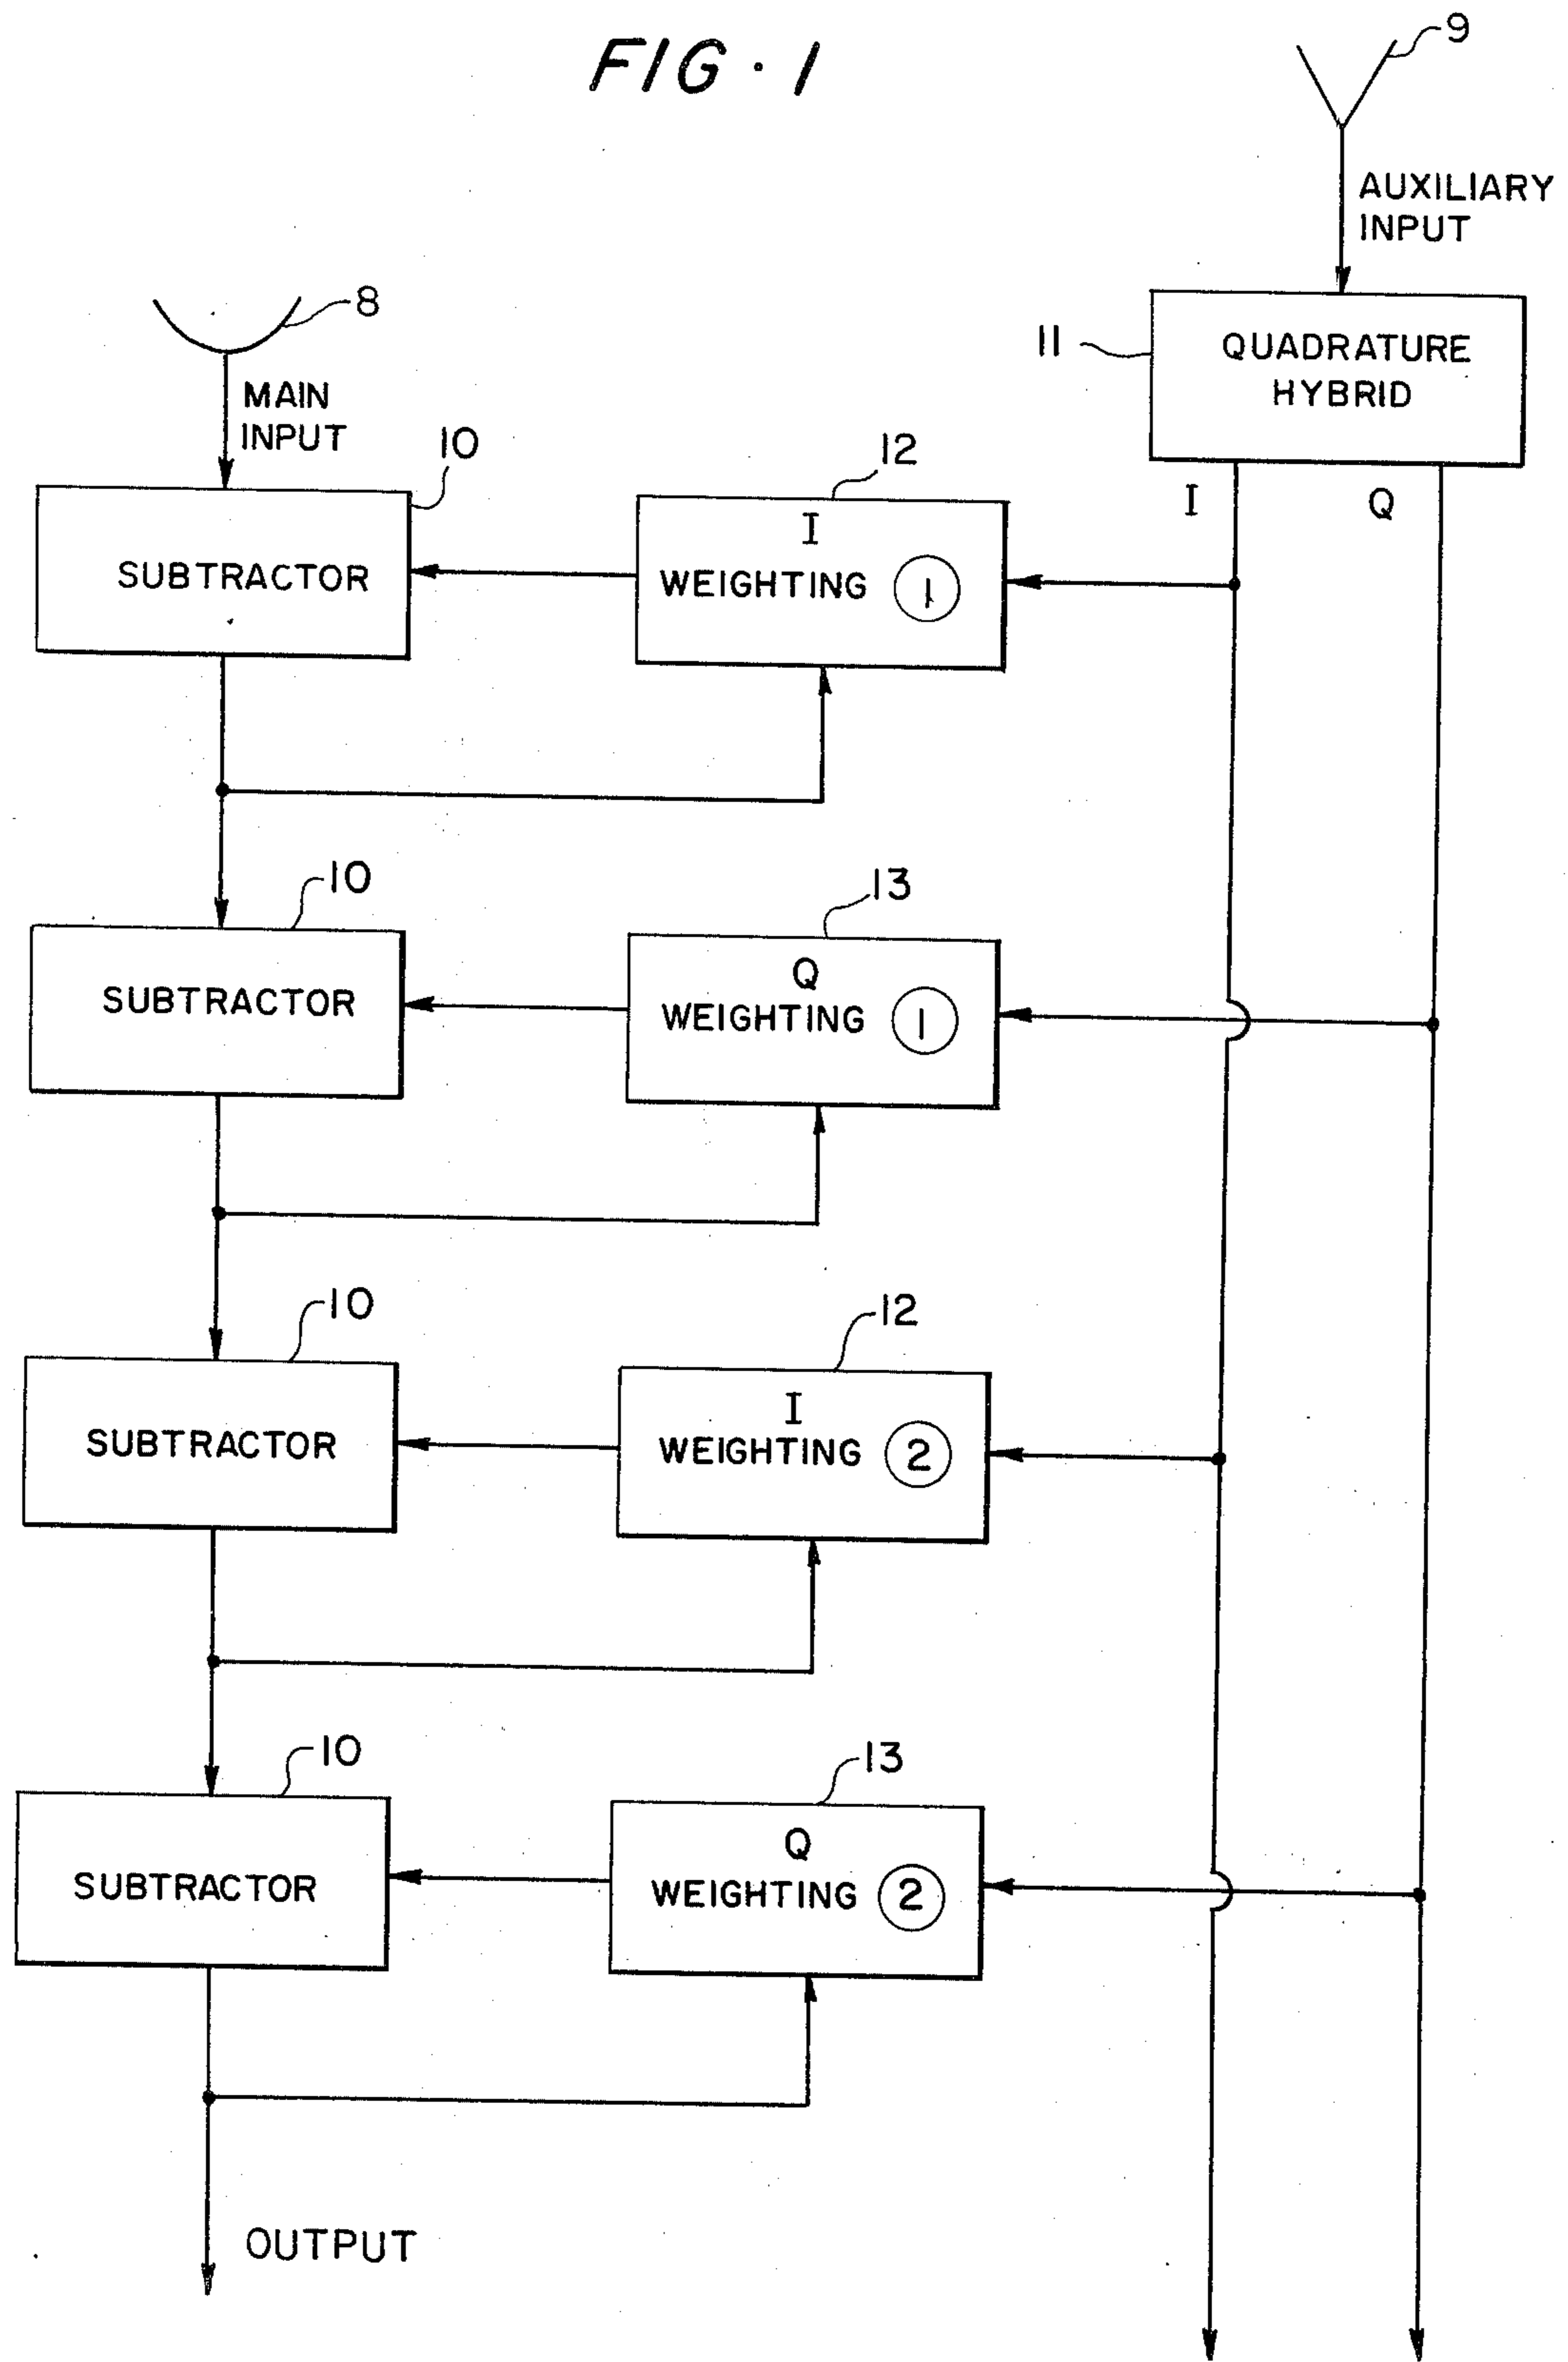 FIG. 1
9
AUXILIARY
INPUT
8
MAIN
INPUT
11
QUADRATURE
HYBRID
10
12
I
Q
SUBTRACTOR
I
WEIGHTING 1
10
13
SUBTRACTOR
Q
WEIGHTING 1
10
12
SUBTRACTOR
I
WEIGHTING 2
10
13
SUBTRACTOR
Q
WEIGHTING 2
OUTPUT